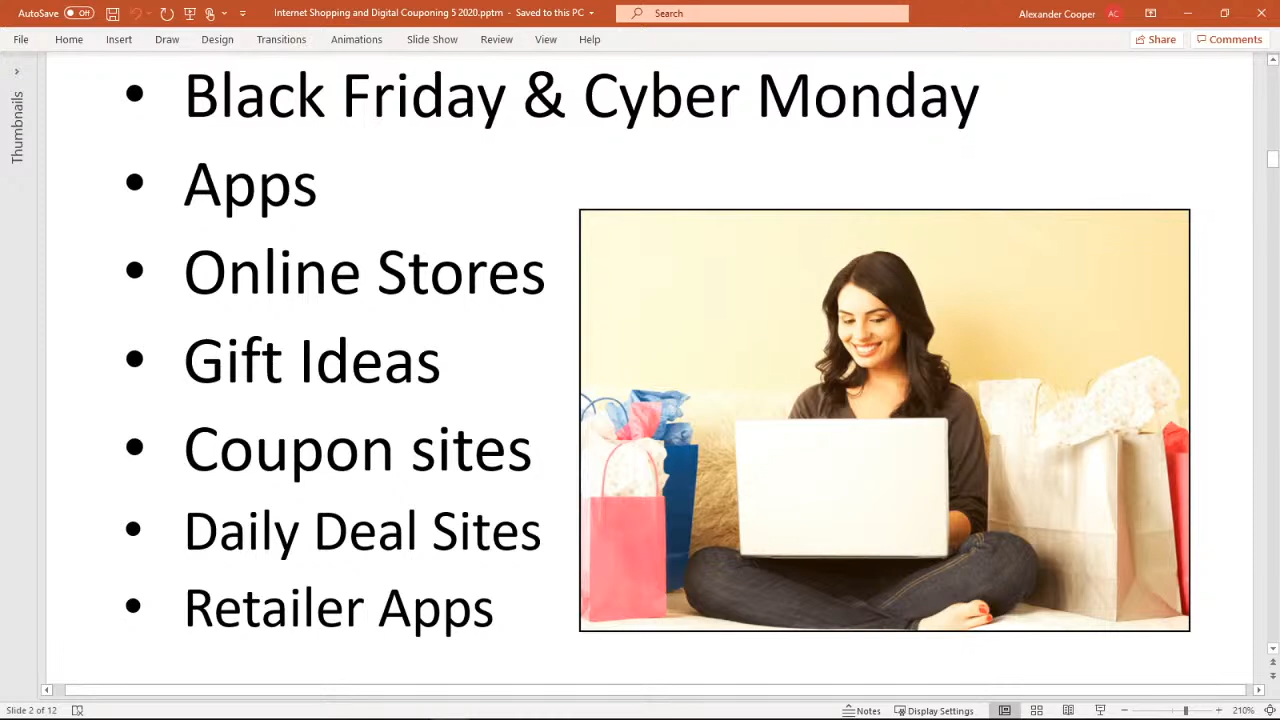 AutoSave Off Internet Shopping and Digital Couponing 5 2020.pptm - Saved to this PC Search Alexander Cooper AC
File Home Insert Draw Design Transitions Animations Slide Show Review View Help Share Comments
Thumbnails
• Black Friday & Cyber Monday
• Apps
• Online Stores
• Gift Ideas
• Coupon sites
• Daily Deal Sites
• Retailer Apps
Slide 2 of 12 Notes Display Settings 210%